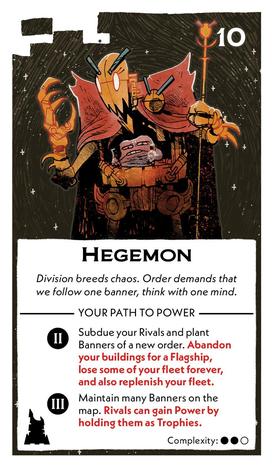 10
HEGEMON
Division breeds chaos. Order demands that
we follow one banner, think with one mind.
YOUR PATH TO POWER
II
Subdue your Rivals and plant
Banners of a new order. Abandon
your buildings for a Flagship,
lose some of your fleet forever,
and also replenish your fleet.
III
Maintain many Banners on the
map. Rivals can gain Power by
holding them as Trophies.
Complexity: